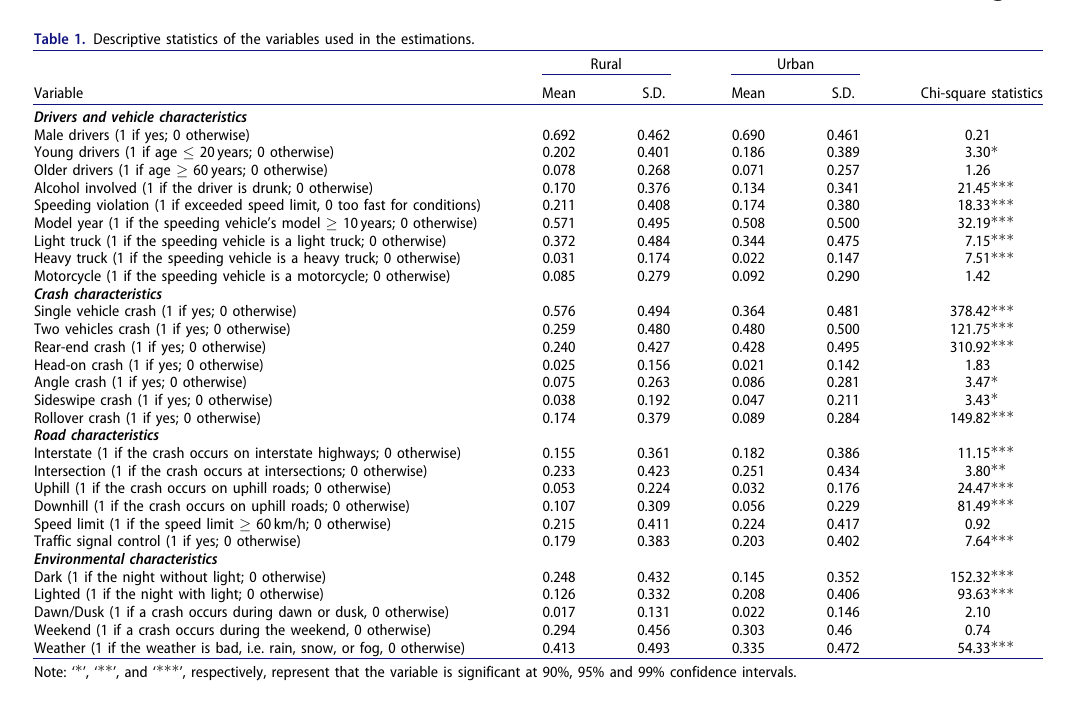 Table 1. Descriptive statistics of the variables used in the estimations.
Rural Urban
Variable Mean S.D. Mean S.D. Chi-square statistics
Drivers and vehicle characteristics
Male drivers (1 if yes; 0 otherwise) 0.692 0.462 0.690 0.461 0.21
Young drivers (1 if age ≤ 20 years; 0 otherwise) 0.202 0.401 0.186 0.389 3.30*
Older drivers (1 if age ≥ 60 years; 0 otherwise) 0.078 0.268 0.071 0.257 1.26
Alcohol involved (1 if the driver is drunk; 0 otherwise) 0.170 0.376 0.134 0.341 21.45***
Speeding violation (1 if exceeded speed limit, 0 too fast for conditions) 0.211 0.408 0.174 0.380 18.33***
Model year (1 if the speeding vehicle's model ≥ 10 years; 0 otherwise) 0.571 0.495 0.508 0.500 32.19***
Light truck (1 if the speeding vehicle is a light truck; 0 otherwise) 0.372 0.484 0.344 0.475 7.15***
Heavy truck (1 if the speeding vehicle is a heavy truck; 0 otherwise) 0.031 0.174 0.022 0.147 7.51***
Motorcycle (1 if the speeding vehicle is a motorcycle; 0 otherwise) 0.085 0.279 0.092 0.290 1.42
Crash characteristics
Single vehicle crash (1 if yes; 0 otherwise) 0.576 0.494 0.364 0.481 378.42***
Two vehicles crash (1 if yes; 0 otherwise) 0.259 0.480 0.480 0.500 121.75***
Rear-end crash (1 if yes; 0 otherwise) 0.240 0.427 0.428 0.495 310.92***
Head-on crash (1 if yes; 0 otherwise) 0.025 0.156 0.021 0.142 1.83
Angle crash (1 if yes; 0 otherwise) 0.075 0.263 0.086 0.281 3.47*
Sideswipe crash (1 if yes; 0 otherwise) 0.038 0.192 0.047 0.211 3.43*
Rollover crash (1 if yes; 0 otherwise) 0.174 0.379 0.089 0.284 149.82***
Road characteristics
Interstate (1 if the crash occurs on interstate highways; 0 otherwise) 0.155 0.361 0.182 0.386 11.15***
Intersection (1 if the crash occurs at intersections; 0 otherwise) 0.233 0.423 0.251 0.434 3.80**
Uphill (1 if the crash occurs on uphill roads; 0 otherwise) 0.053 0.224 0.032 0.176 24.47***
Downhill (1 if the crash occurs on uphill roads; 0 otherwise) 0.107 0.309 0.056 0.229 81.49***
Speed limit (1 if the speed limit ≥ 60 km/h; 0 otherwise) 0.215 0.411 0.224 0.417 0.92
Traffic signal control (1 if yes; 0 otherwise) 0.179 0.383 0.203 0.402 7.64***
Environmental characteristics
Dark (1 if the night without light; 0 otherwise) 0.248 0.432 0.145 0.352 152.32***
Lighted (1 if the night with light; 0 otherwise) 0.126 0.332 0.208 0.406 93.63***
Dawn/Dusk (1 if a crash occurs during dawn or dusk, 0 otherwise) 0.017 0.131 0.022 0.146 2.10
Weekend (1 if a crash occurs during the weekend, 0 otherwise) 0.294 0.456 0.303 0.46 0.74
Weather (1 if the weather is bad, i.e. rain, snow, or fog, 0 otherwise) 0.413 0.493 0.335 0.472 54.33***
Note: '*', '**', and '***', respectively, represent that the variable is significant at 90%, 95% and 99% confidence intervals.